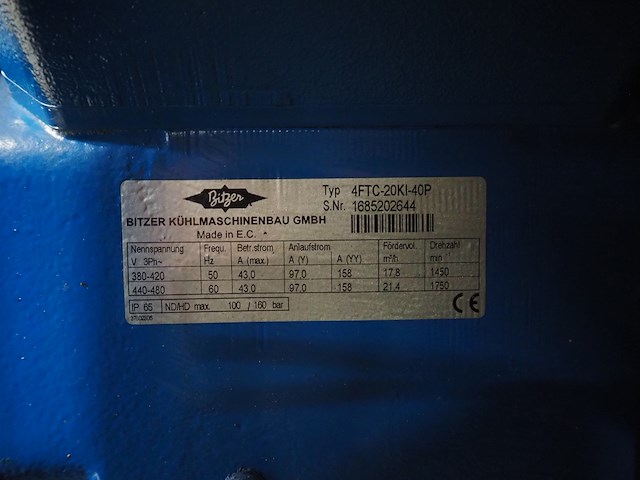 Bitzer
Typ 4FTC-20KI-40P
S.Nr. 1685202644
BITZER KÜHLMASCHINENBAU GMBH
Made in E.C.
Nennspannung Frequ. Betr.strom Anlaufstrom Fördervol. Drehzahl
V 3Ph~ Hz A (max.) A (Y) A (YY) m³/h min⁻¹
380-420 50 43,0 97,0 158 17,8 1450
440-480 60 43,0 97,0 158 21,4 1750
IP 65 ND/HD max. 100 / 160 bar
CE